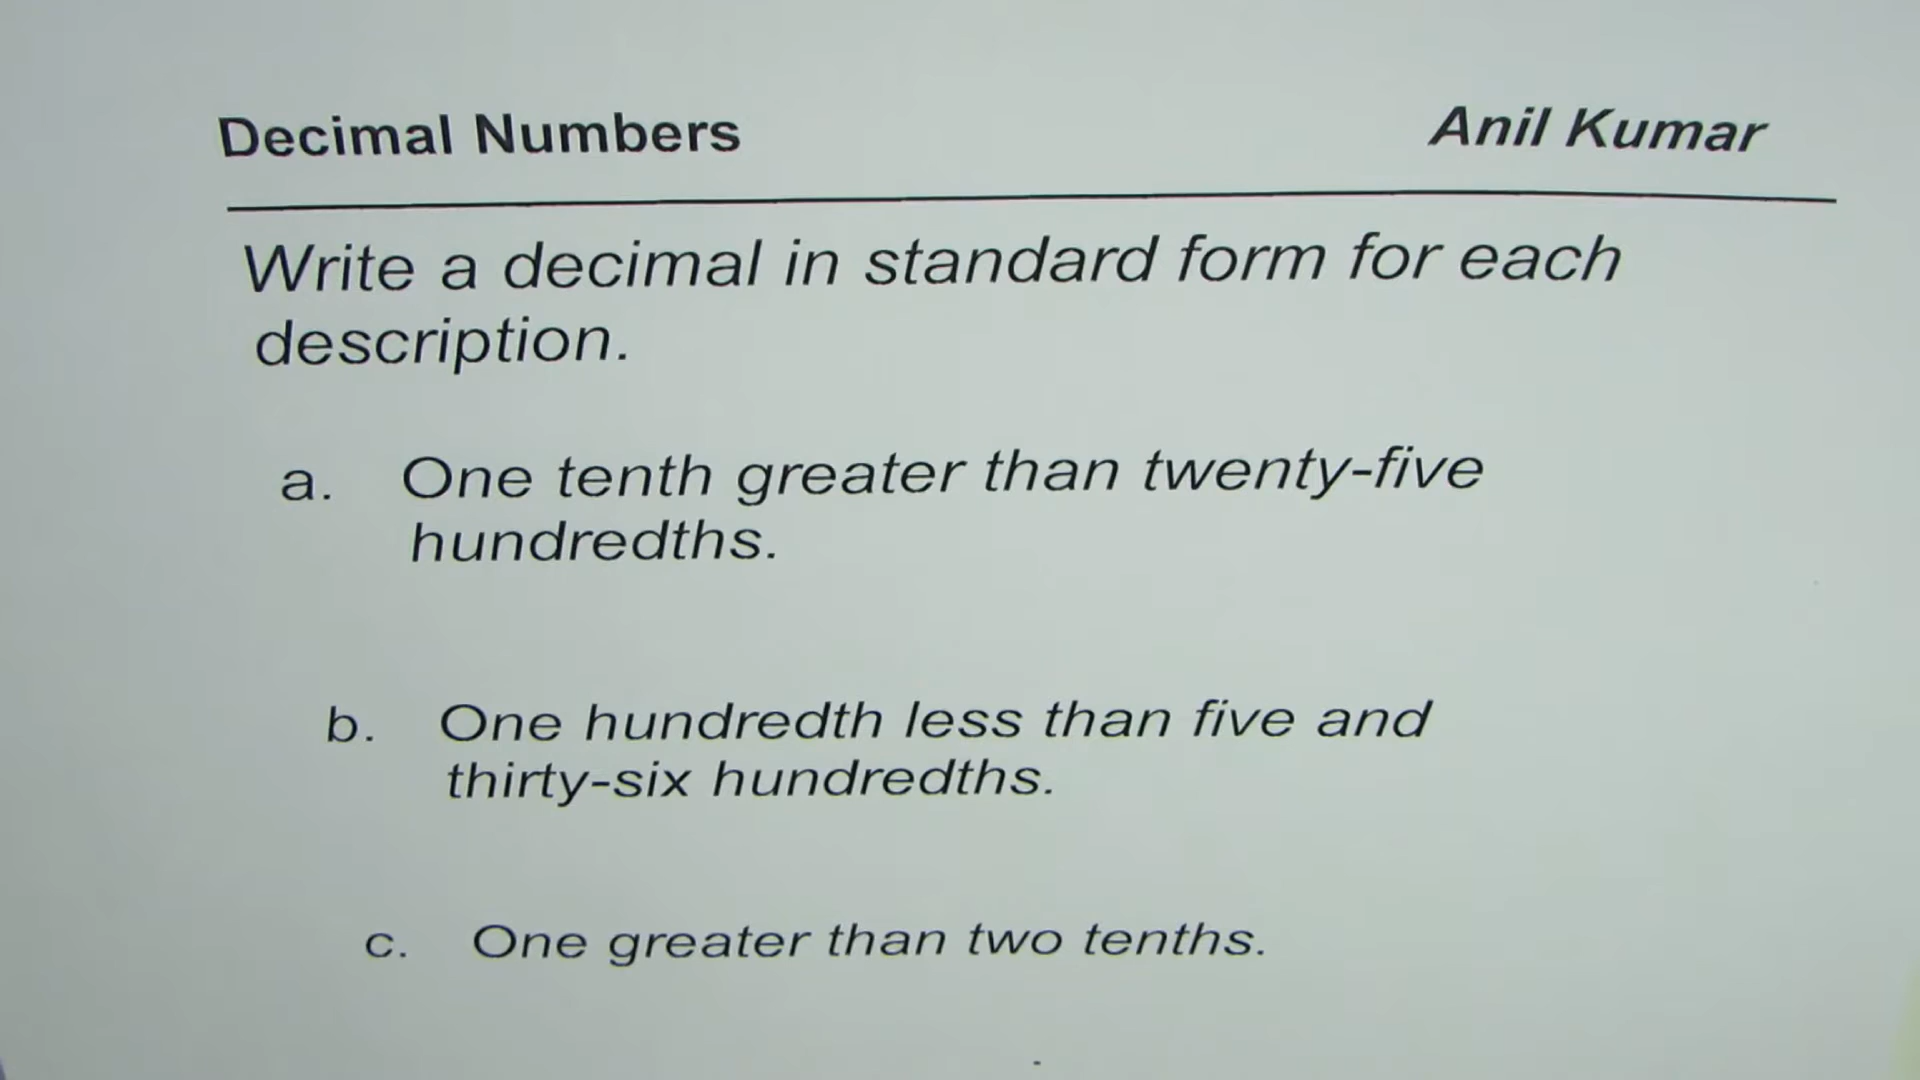 Decimal Numbers
Anil Kumar
Write a decimal in standard form for each
description.
a. One tenth greater than twenty-five
hundredths.
b. One hundredth less than five and
thirty-six hundredths.
c. One greater than two tenths.